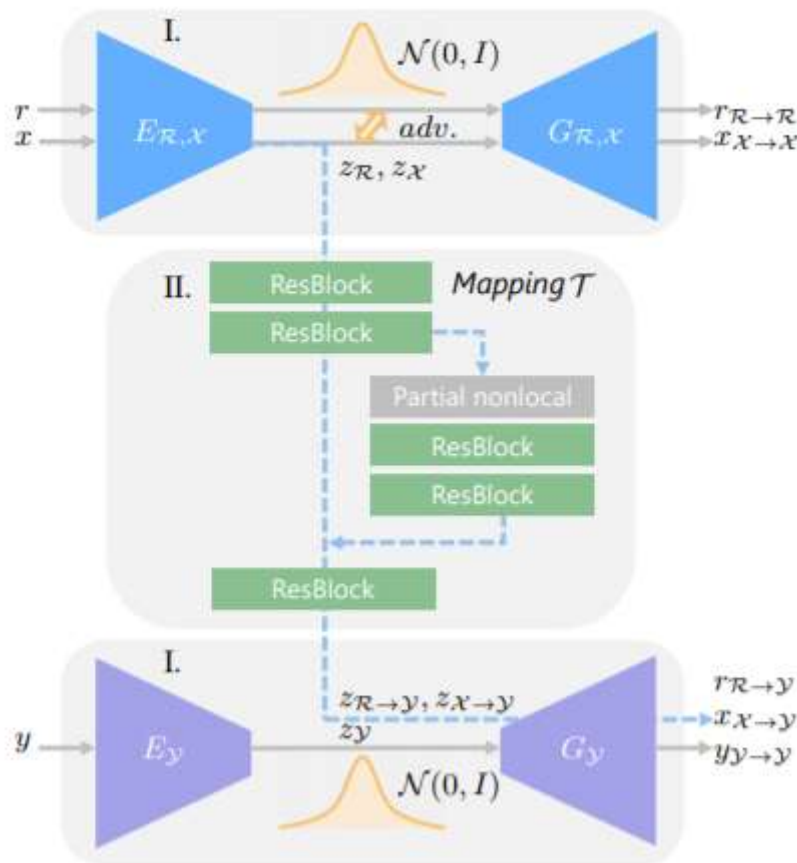 I.
𝒩(0, I)
r
x
E_{ℛ,𝒳}
adv.
G_{ℛ,𝒳}
r_{ℛ→ℛ}
x_{𝒳→𝒳}
z_ℛ, z_𝒳
II.
ResBlock
Mapping 𝒯
ResBlock
Partial nonlocal
ResBlock
ResBlock
ResBlock
I.
z_{ℛ→𝒴}, z_{𝒳→𝒴}
r_{ℛ→𝒴}
x_{𝒳→𝒴}
y
E_𝒴
z_𝒴
G_𝒴
y_{𝒴→𝒴}
𝒩(0, I)